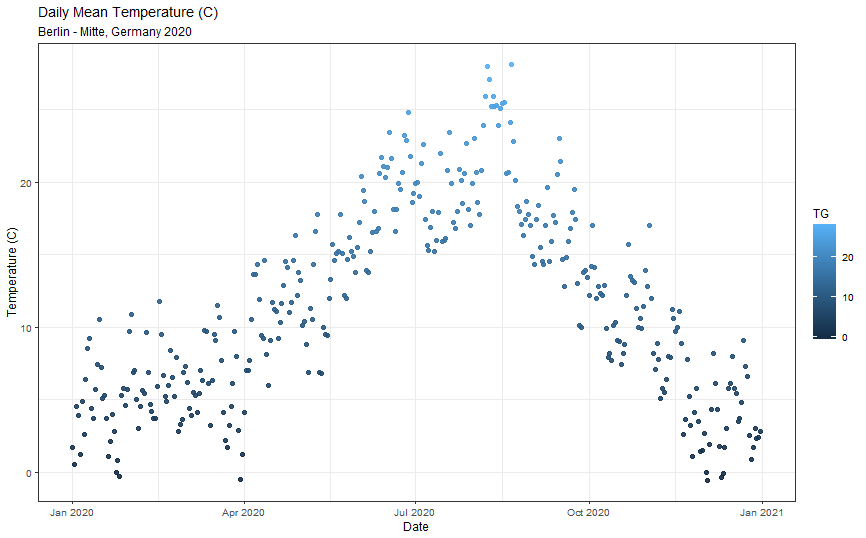 Daily Mean Temperature (C)
Berlin - Mitte, Germany 2020
Temperature (C)
20
10
0
Jan 2020
Apr 2020
Jul 2020
Oct 2020
Jan 2021
Date
TG
20
10
0